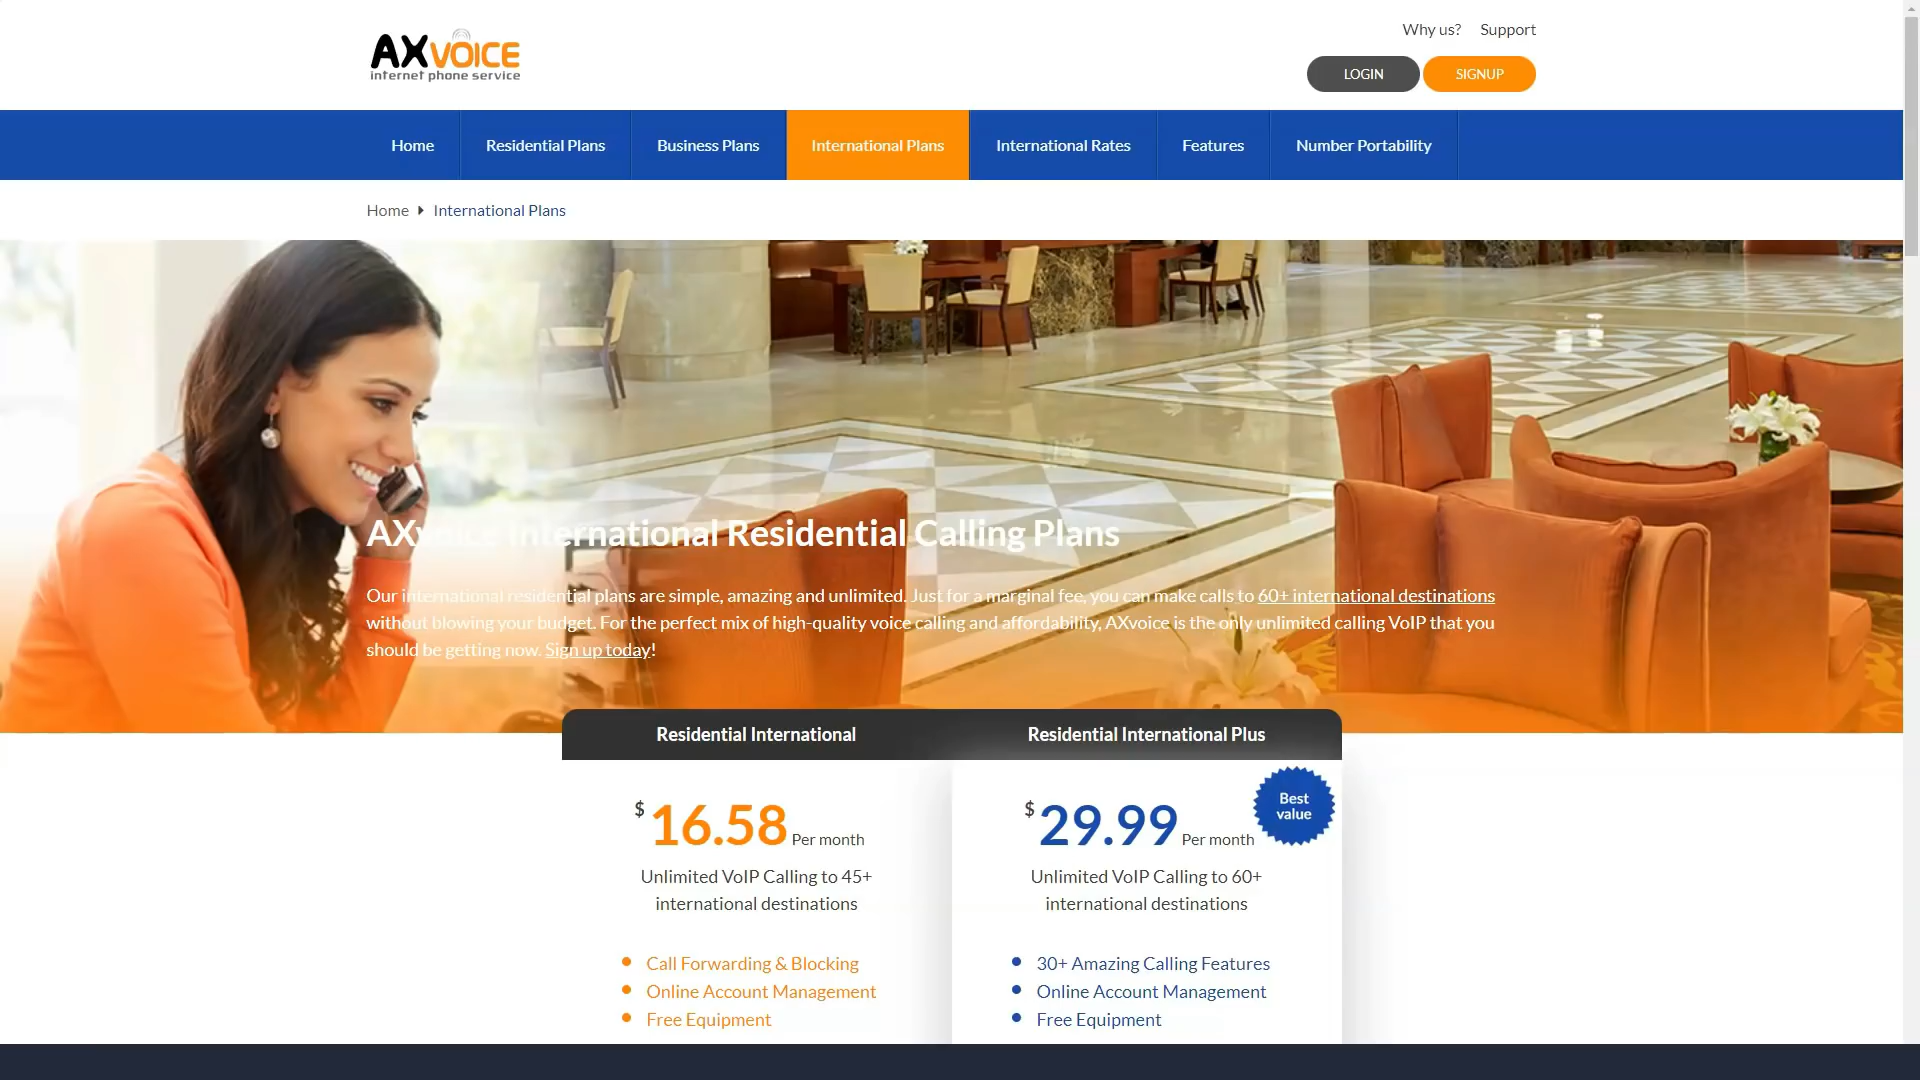 AXVOICE
internet phone service
Why us? Support
LOGIN SIGNUP
Home Residential Plans Business Plans International Plans International Rates Features Number Portability
Home International Plans
AXvoice International Residential Calling Plans
Our international residential plans are simple, amazing and unlimited. Just for a marginal fee, you can make calls to 60+ international destinations
without blowing your budget. For the perfect mix of high-quality voice calling and affordability, AXvoice is the only unlimited calling VoIP that you
should be getting now. Sign up today!
Residential International
$16.58 Per month
Unlimited VoIP Calling to 45+
international destinations
Call Forwarding & Blocking
Online Account Management
Free Equipment
Residential International Plus
Best
value
$29.99 Per month
Unlimited VoIP Calling to 60+
international destinations
30+ Amazing Calling Features
Online Account Management
Free Equipment